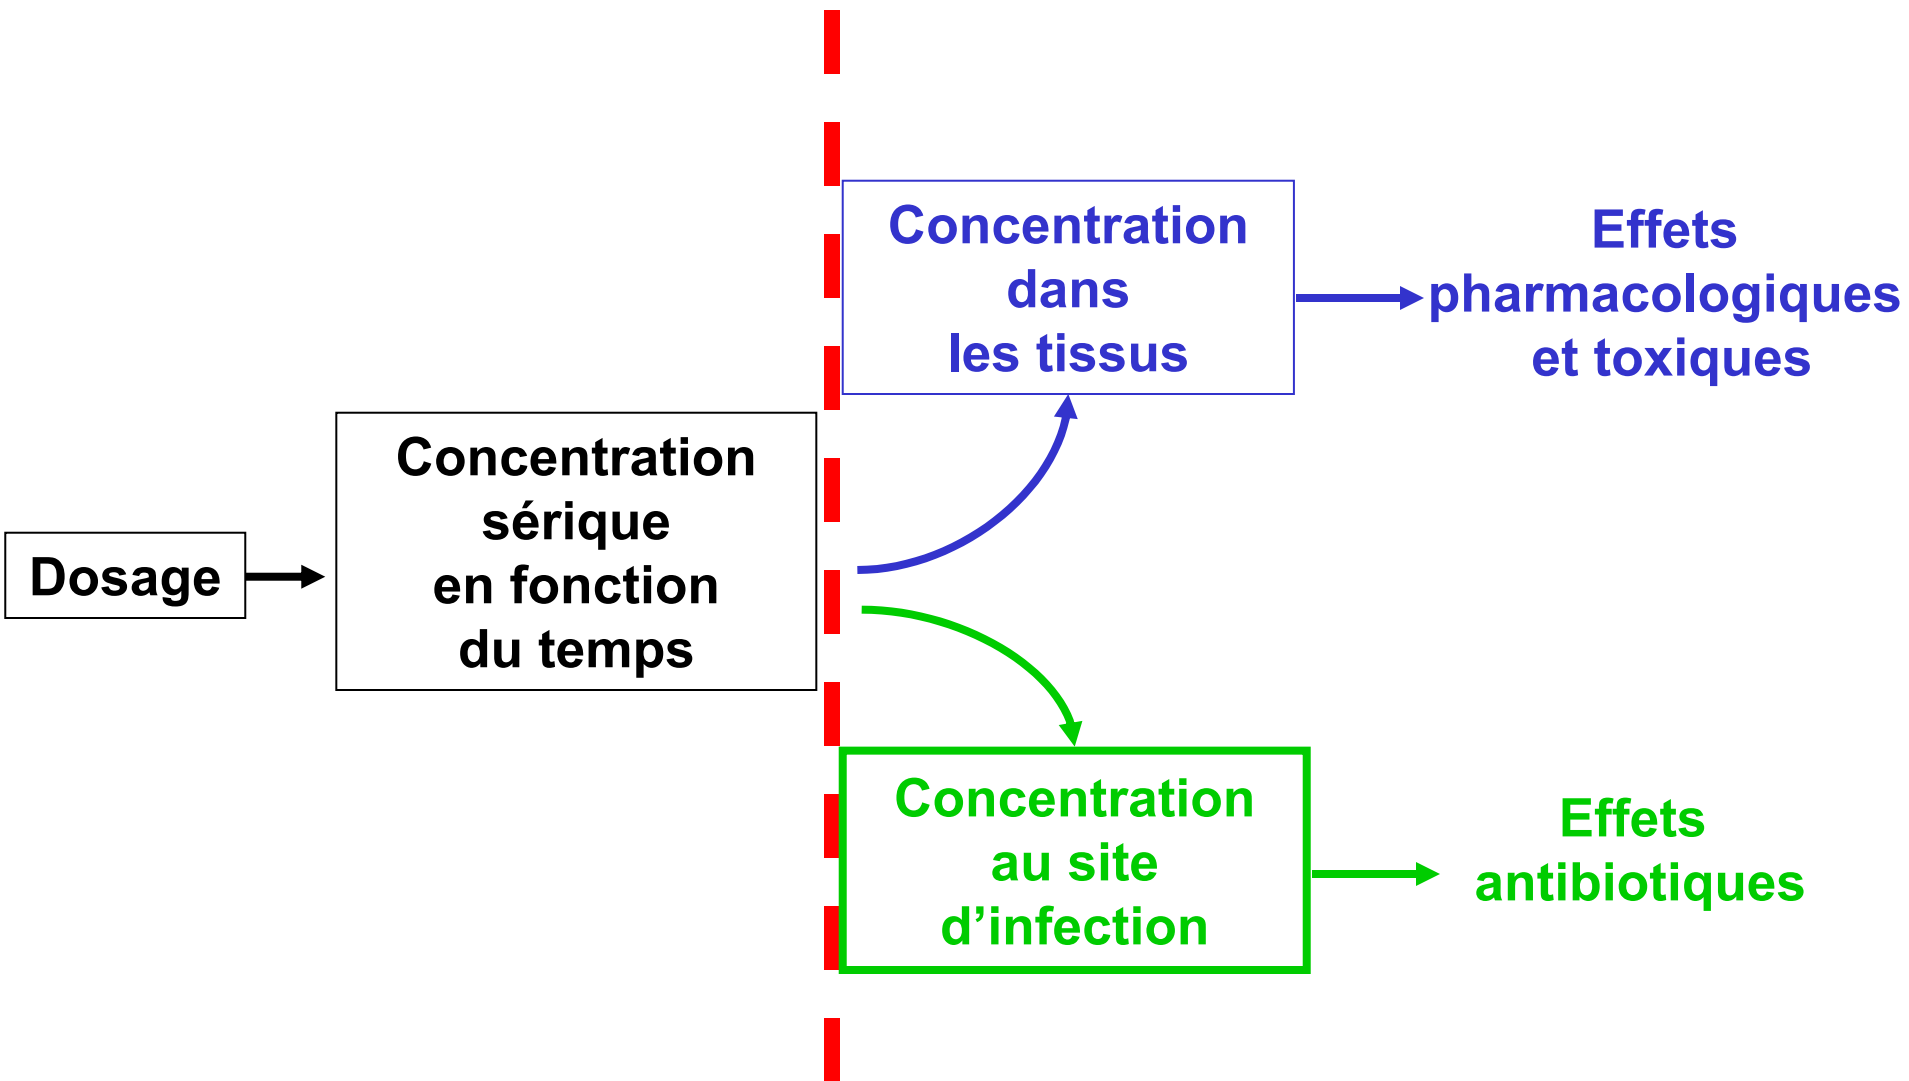 Dosage
Concentration
sérique
en fonction
du temps
Concentration
dans
les tissus
Effets
pharmacologiques
et toxiques
Concentration
au site
d’infection
Effets
antibiotiques